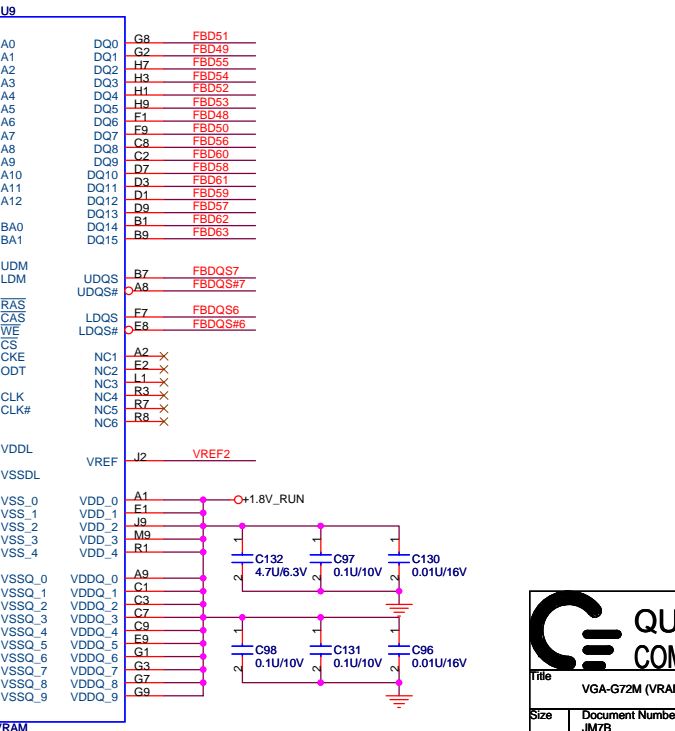 U9
A0 DQ0 G8 FBD51
A1 DQ1 G2 FBD49
A2 DQ2 H7 FBD55
A3 DQ3 H3 FBD54
A4 DQ4 H1 FBD52
A5 DQ5 H9 FBD53
A6 DQ6 F1 FBD48
A7 DQ7 F9 FBD50
A8 DQ8 C8 FBD56
A9 DQ9 C2 FBD60
A10 DQ10 D7 FBD58
A11 DQ11 D3 FBD61
A12 DQ12 D1 FBD59
DQ13 D9 FBD57
BA0 DQ14 B1 FBD62
BA1 DQ15 B9 FBD63
UDM UDQS B7 FBDQS7
LDM UDQS# A8 FBDQS#7
RAS LDQS F7 FBDQS6
CAS LDQS# E8 FBDQS#6
WE
CS
CKE NC1 A2
ODT NC2 E2
NC3 L1
CLK NC4 R3
CLK# NC5 R7
NC6 R8
VDDL VREF J2 VREF2
VSSDL
VSS_0 VDD_0 A1 +1.8V_RUN
VSS_1 VDD_1 E1
VSS_2 VDD_2 J9
VSS_3 VDD_3 M9
VSS_4 VDD_4 R1
1 2 C132 4.7U/6.3V
1 2 C97 0.1U/10V
1 2 C130 0.01U/16V
VSSQ_0 VDDQ_0 A9
VSSQ_1 VDDQ_1 C1
VSSQ_2 VDDQ_2 C3
VSSQ_3 VDDQ_3 C7
VSSQ_4 VDDQ_4 C9
VSSQ_5 VDDQ_5 E9
VSSQ_6 VDDQ_6 G1
VSSQ_7 VDDQ_7 G3
VSSQ_8 VDDQ_8 G7
VSSQ_9 VDDQ_9 G9
1 2 C98 0.1U/10V
1 2 C131 0.1U/10V
1 2 C96 0.01U/16V
VRAM
QU
COM
Title
VGA-G72M (VRAM
Size Document Numbe
JM7B